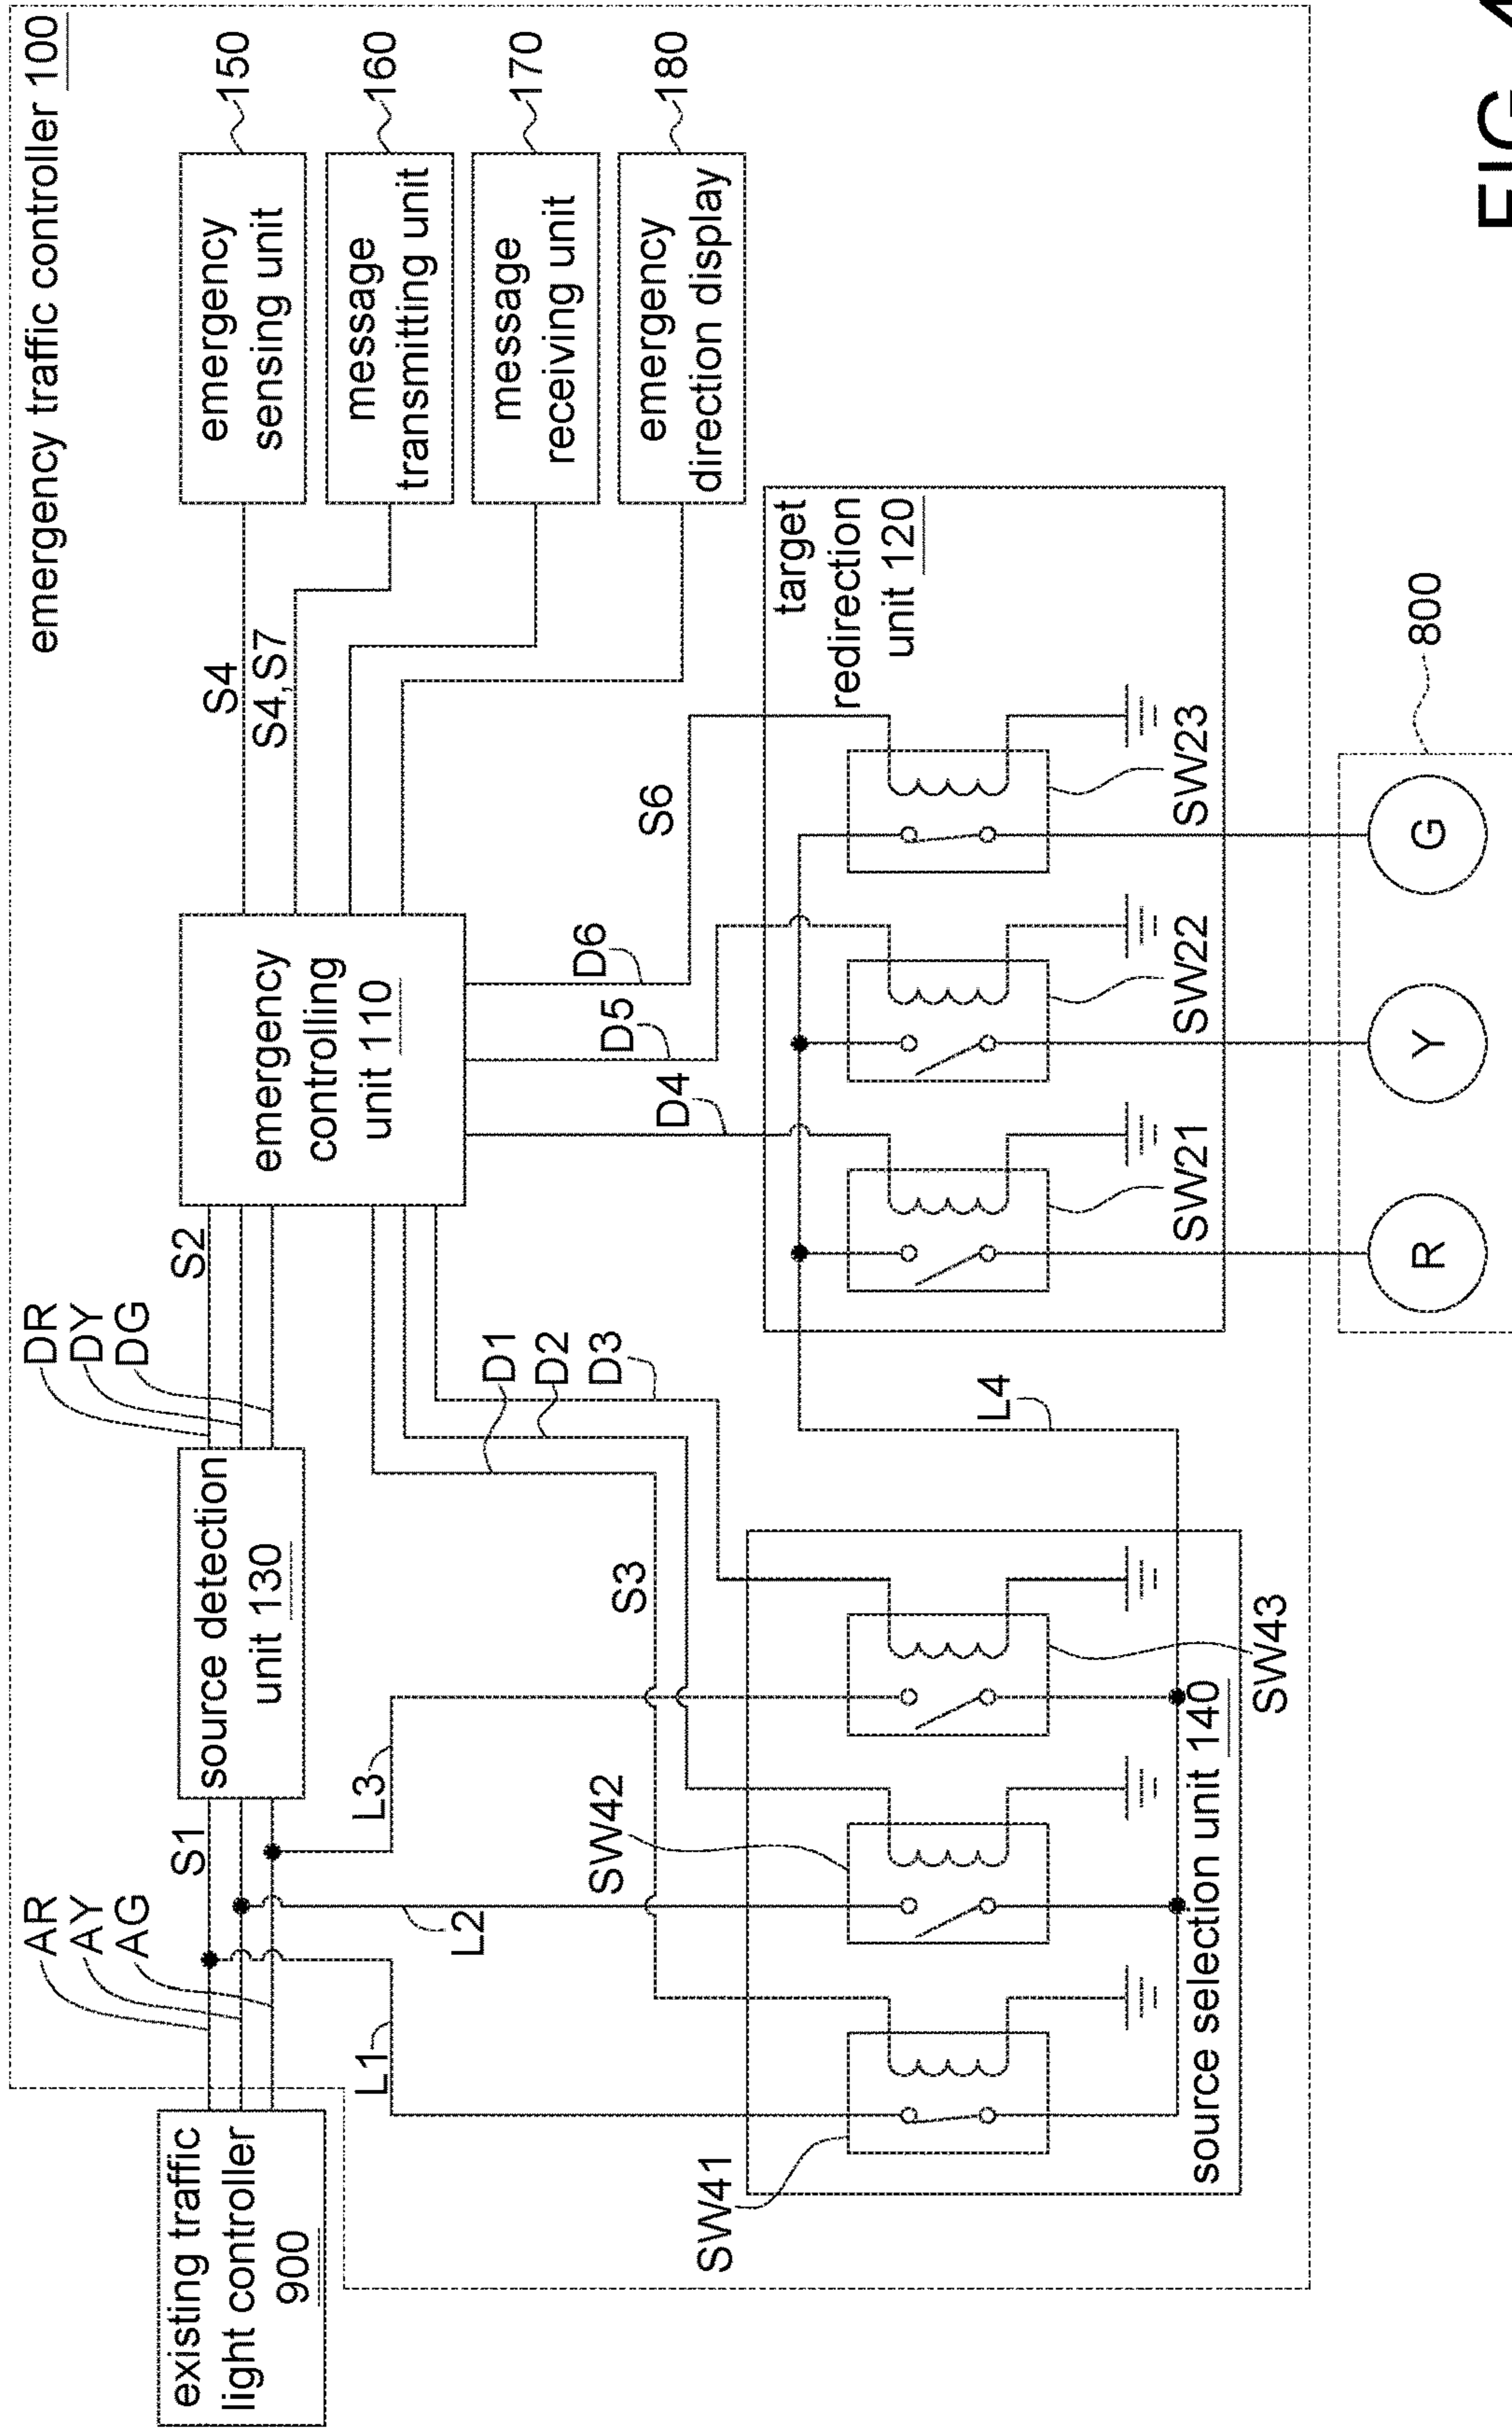 emergency traffic controller 100
existing traffic
light controller
900
AR
AY
AG
S1
source detection
unit 130
DR
DY
DG
S2
emergency
controlling
unit 110
S4
S4,S7
emergency
sensing unit
150
message
transmitting unit
160
message
receiving unit
170
emergency
direction display
180
L1
L2
L3
D1
D2
D3
S3
D4
D5
D6
S6
SW41
SW42
SW43
source selection unit 140
L4
target
redirection
unit 120
SW21
SW22
SW23
R
Y
G
800